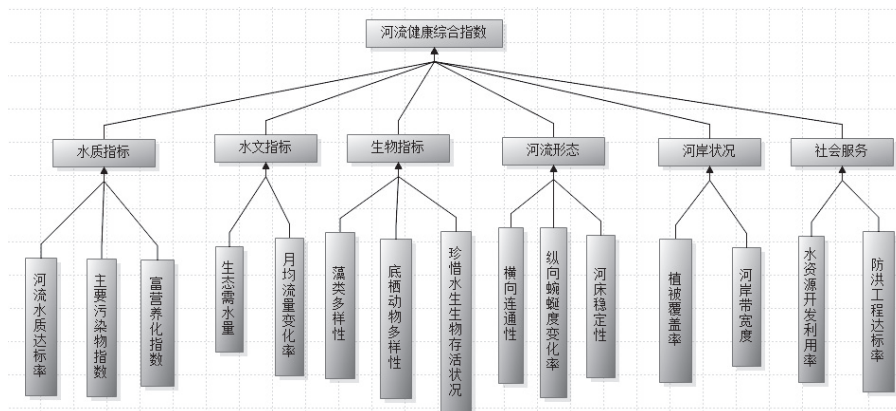 河流健康综合指数
水质指标
水文指标
生物指标
河流形态
河岸状况
社会服务
河流水质达标率
主要污染物指数
富营养化指数
生态需水量
月均流量变化率
藻类多样性
底栖动物多样性
珍惜水生生物存活状况
横向连通性
纵向蜿蜒度变化率
河床稳定性
植被覆盖率
河岸带宽度
水资源开发利用率
防洪工程达标率